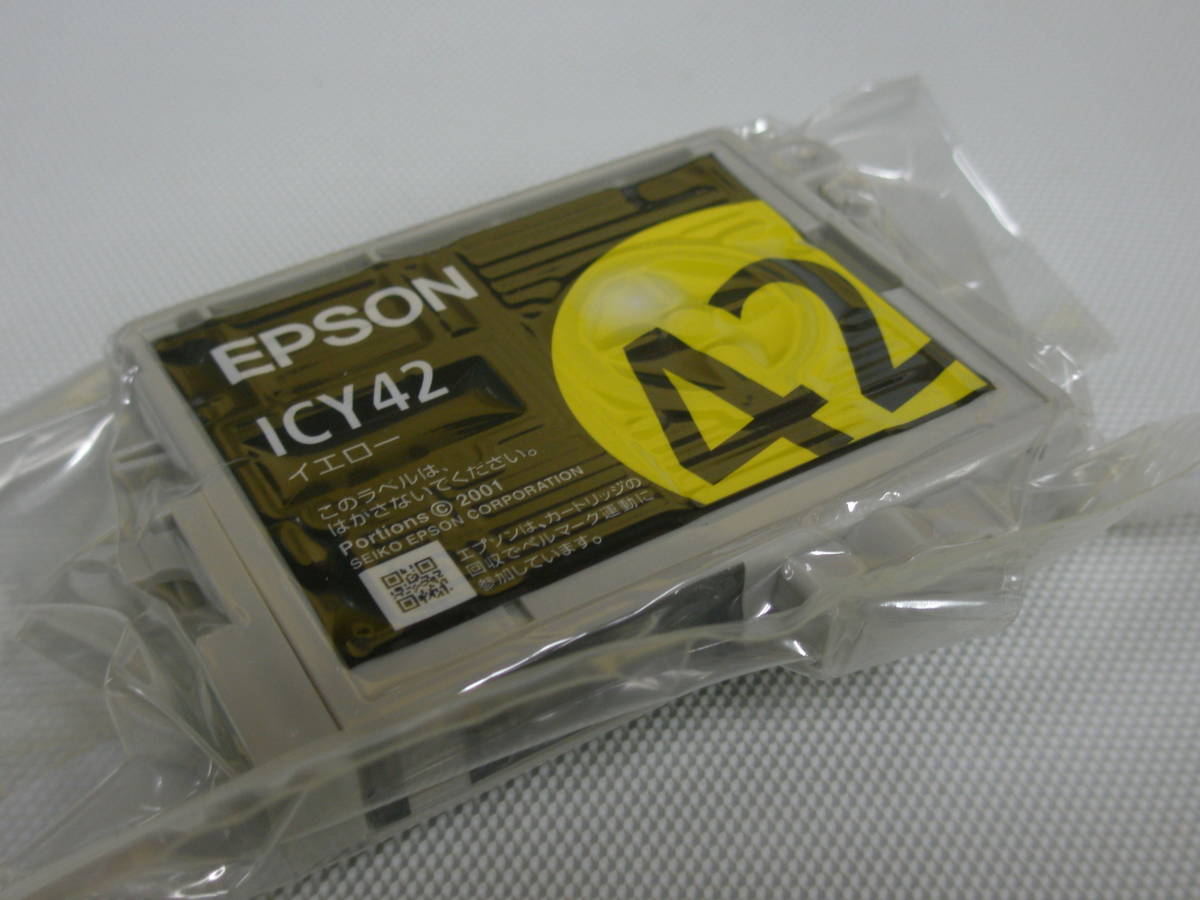 EPSON
ICY42
イエロー
このラベルは、
はがさないでください。
Portions © 2001
SEIKO EPSON CORPORATION
エプソンは、カートリッジの
回収でベルマーク運動に
参加しています。
42